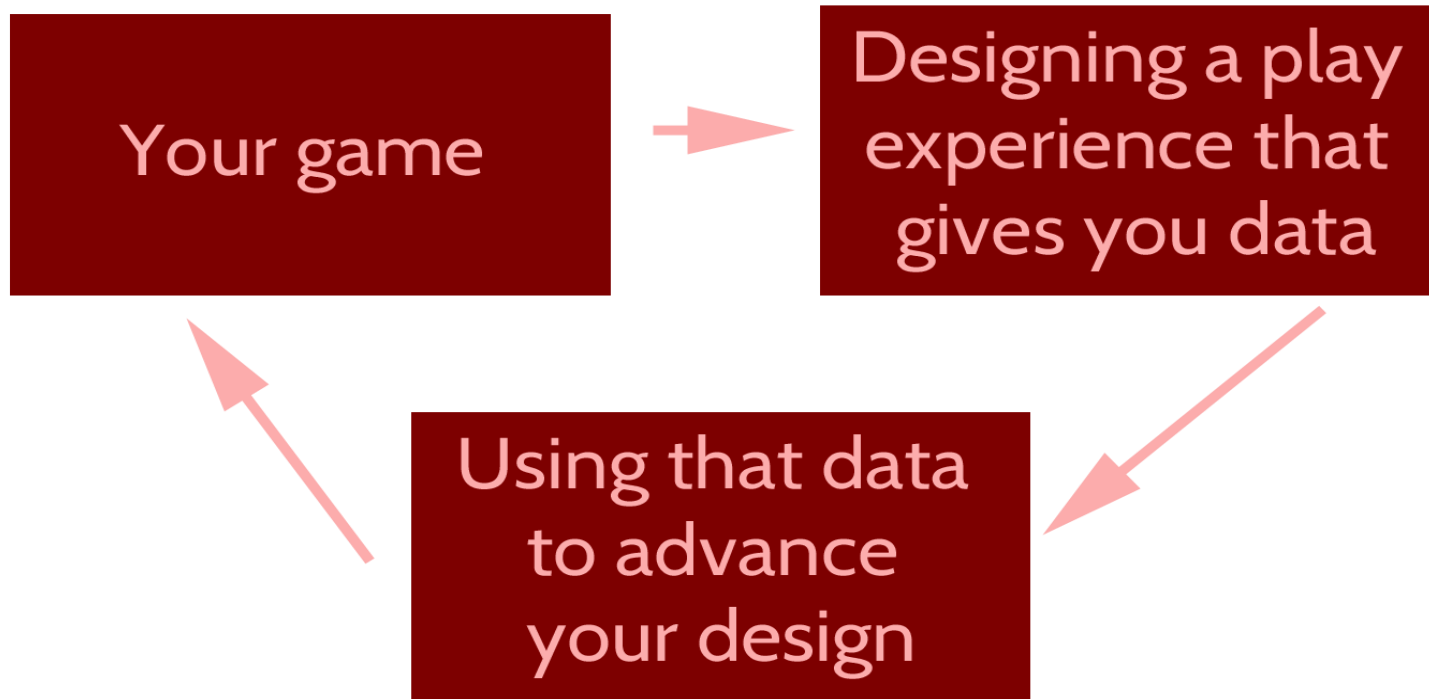 Your game
Designing a play
experience that
gives you data
Using that data
to advance
your design